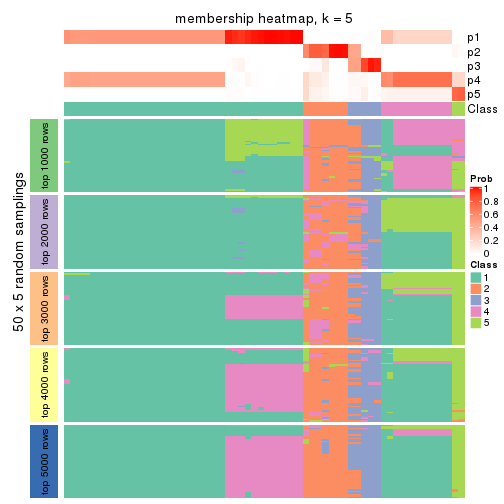 membership heatmap, k = 5
p1
p2
p3
p4
p5
Class
50 x 5 random samplings
top 1000 rows
top 2000 rows
top 3000 rows
top 4000 rows
top 5000 rows
Prob
1
0.8
0.6
0.4
0.2
0
Class
1
2
3
4
5